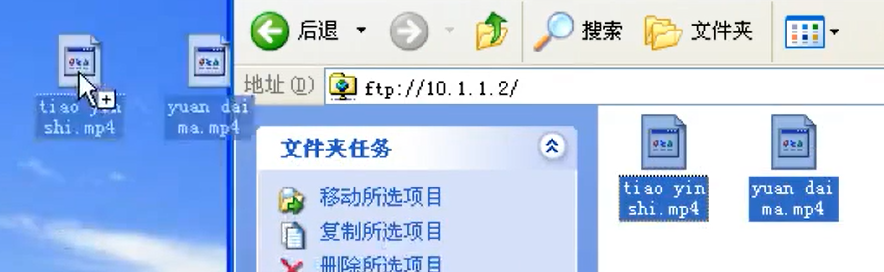 后退
搜索
文件夹
地址(D)
ftp://10.1.1.2/
tiao yin
shi.mp4
yuan dai
ma.mp4
文件夹任务
移动所选项目
复制所选项目
删除所选项目
tiao yin
shi.mp4
yuan dai
ma.mp4